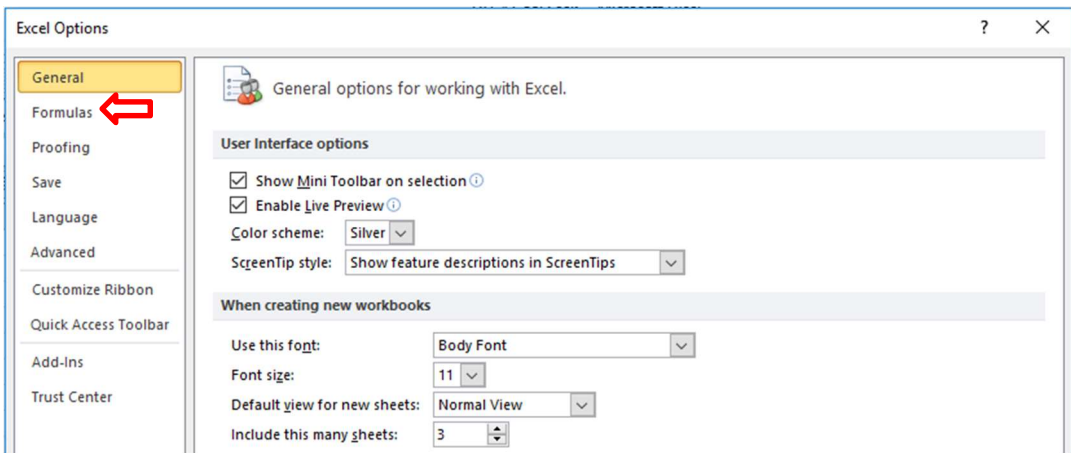 Excel Options
?
General
Formulas
Proofing
Save
Language
Advanced
Customize Ribbon
Quick Access Toolbar
Add-Ins
Trust Center
General options for working with Excel.
User Interface options
Show Mini Toolbar on selection
Enable Live Preview
Color scheme: Silver
ScreenTip style: Show feature descriptions in ScreenTips
When creating new workbooks
Use this font: Body Font
Font size: 11
Default view for new sheets: Normal View
Include this many sheets: 3